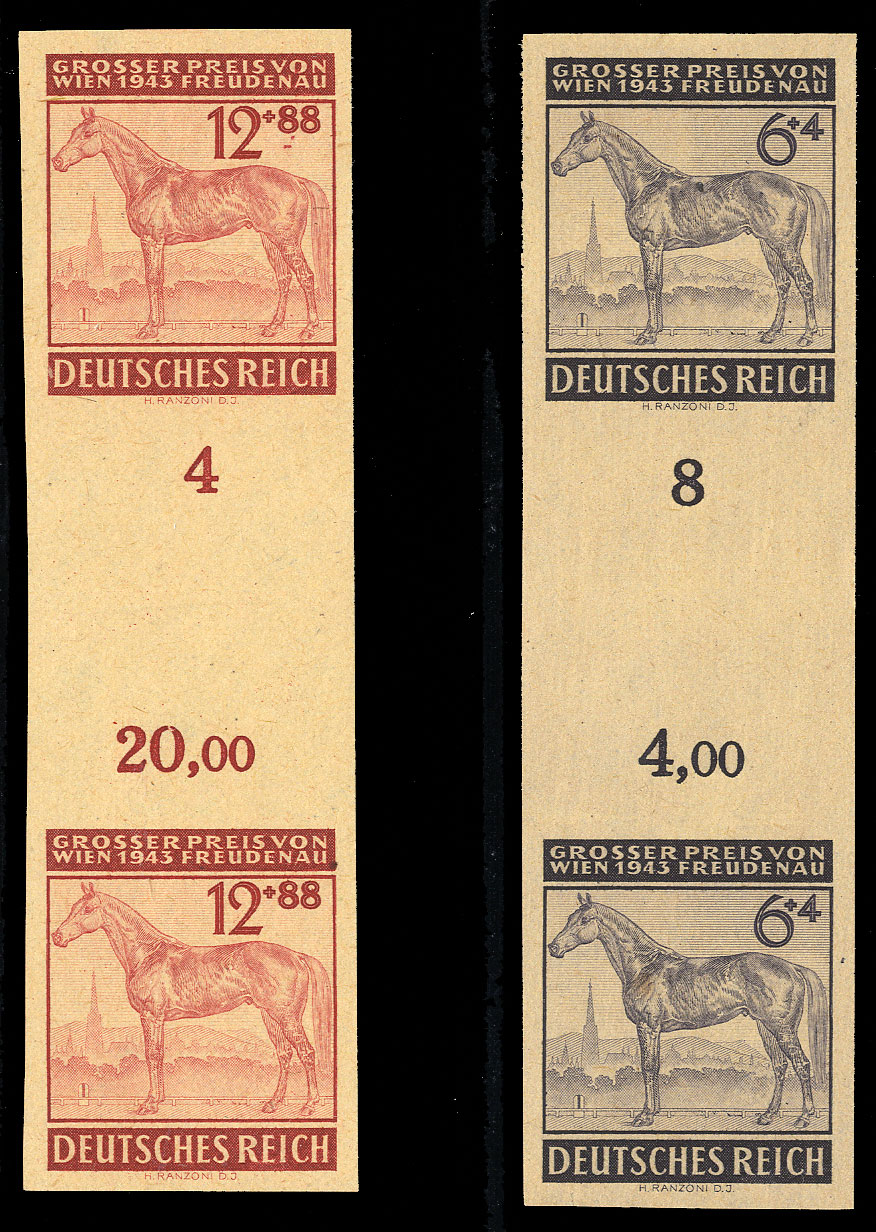 GROSSER PREIS VON
WIEN 1943 FREUDENAU
12+88
DEUTSCHES REICH
H. RANZONI D.J.
4
20,00
GROSSER PREIS VON
WIEN 1943 FREUDENAU
12+88
DEUTSCHES REICH
H. RANZONI D.J.
GROSSER PREIS VON
WIEN 1943 FREUDENAU
6+4
DEUTSCHES REICH
H. RANZONI D.J.
8
4,00
GROSSER PREIS VON
WIEN 1943 FREUDENAU
6+4
DEUTSCHES REICH
H. RANZONI D.J.